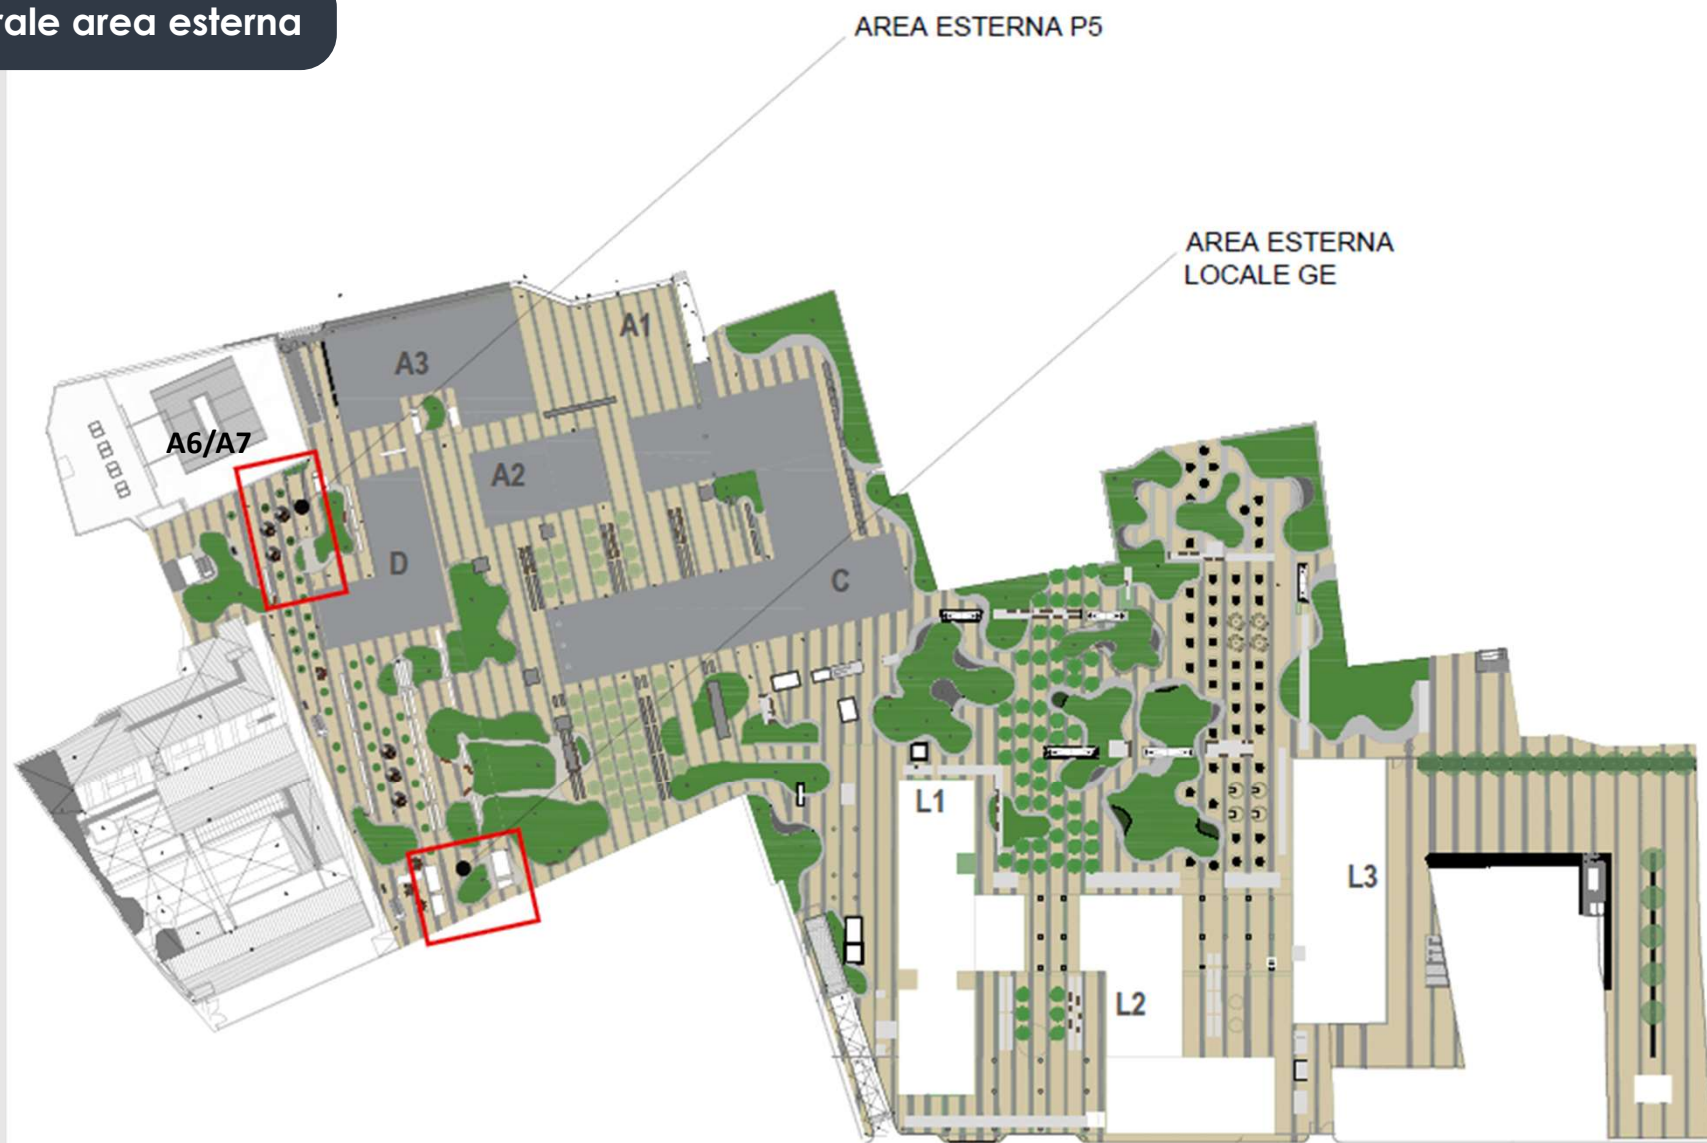 rale area esterna
AREA ESTERNA P5
AREA ESTERNA
LOCALE GE
A1
A3
A6/A7
A2
D
C
L1
L3
L2